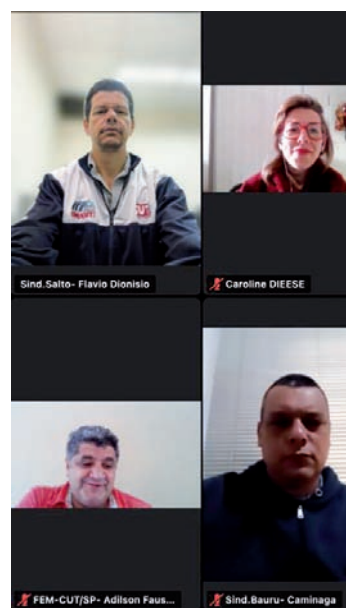 Sind.Salto- Flavio Dionisio
Caroline DIEESE
FEM-CUT/SP- Adilson Faus...
Sind.Bauru- Caminaga